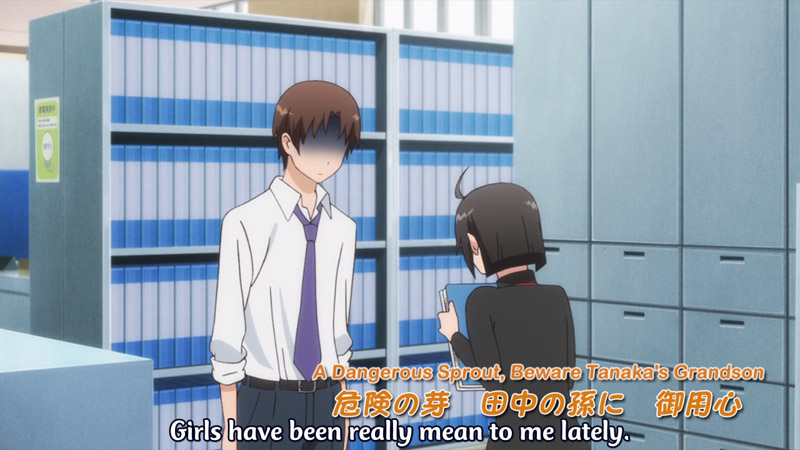 A Dangerous Sprout, Beware Tanaka's Grandson
危険の芽　田中の孫に　御用心
Girls have been really mean to me lately.